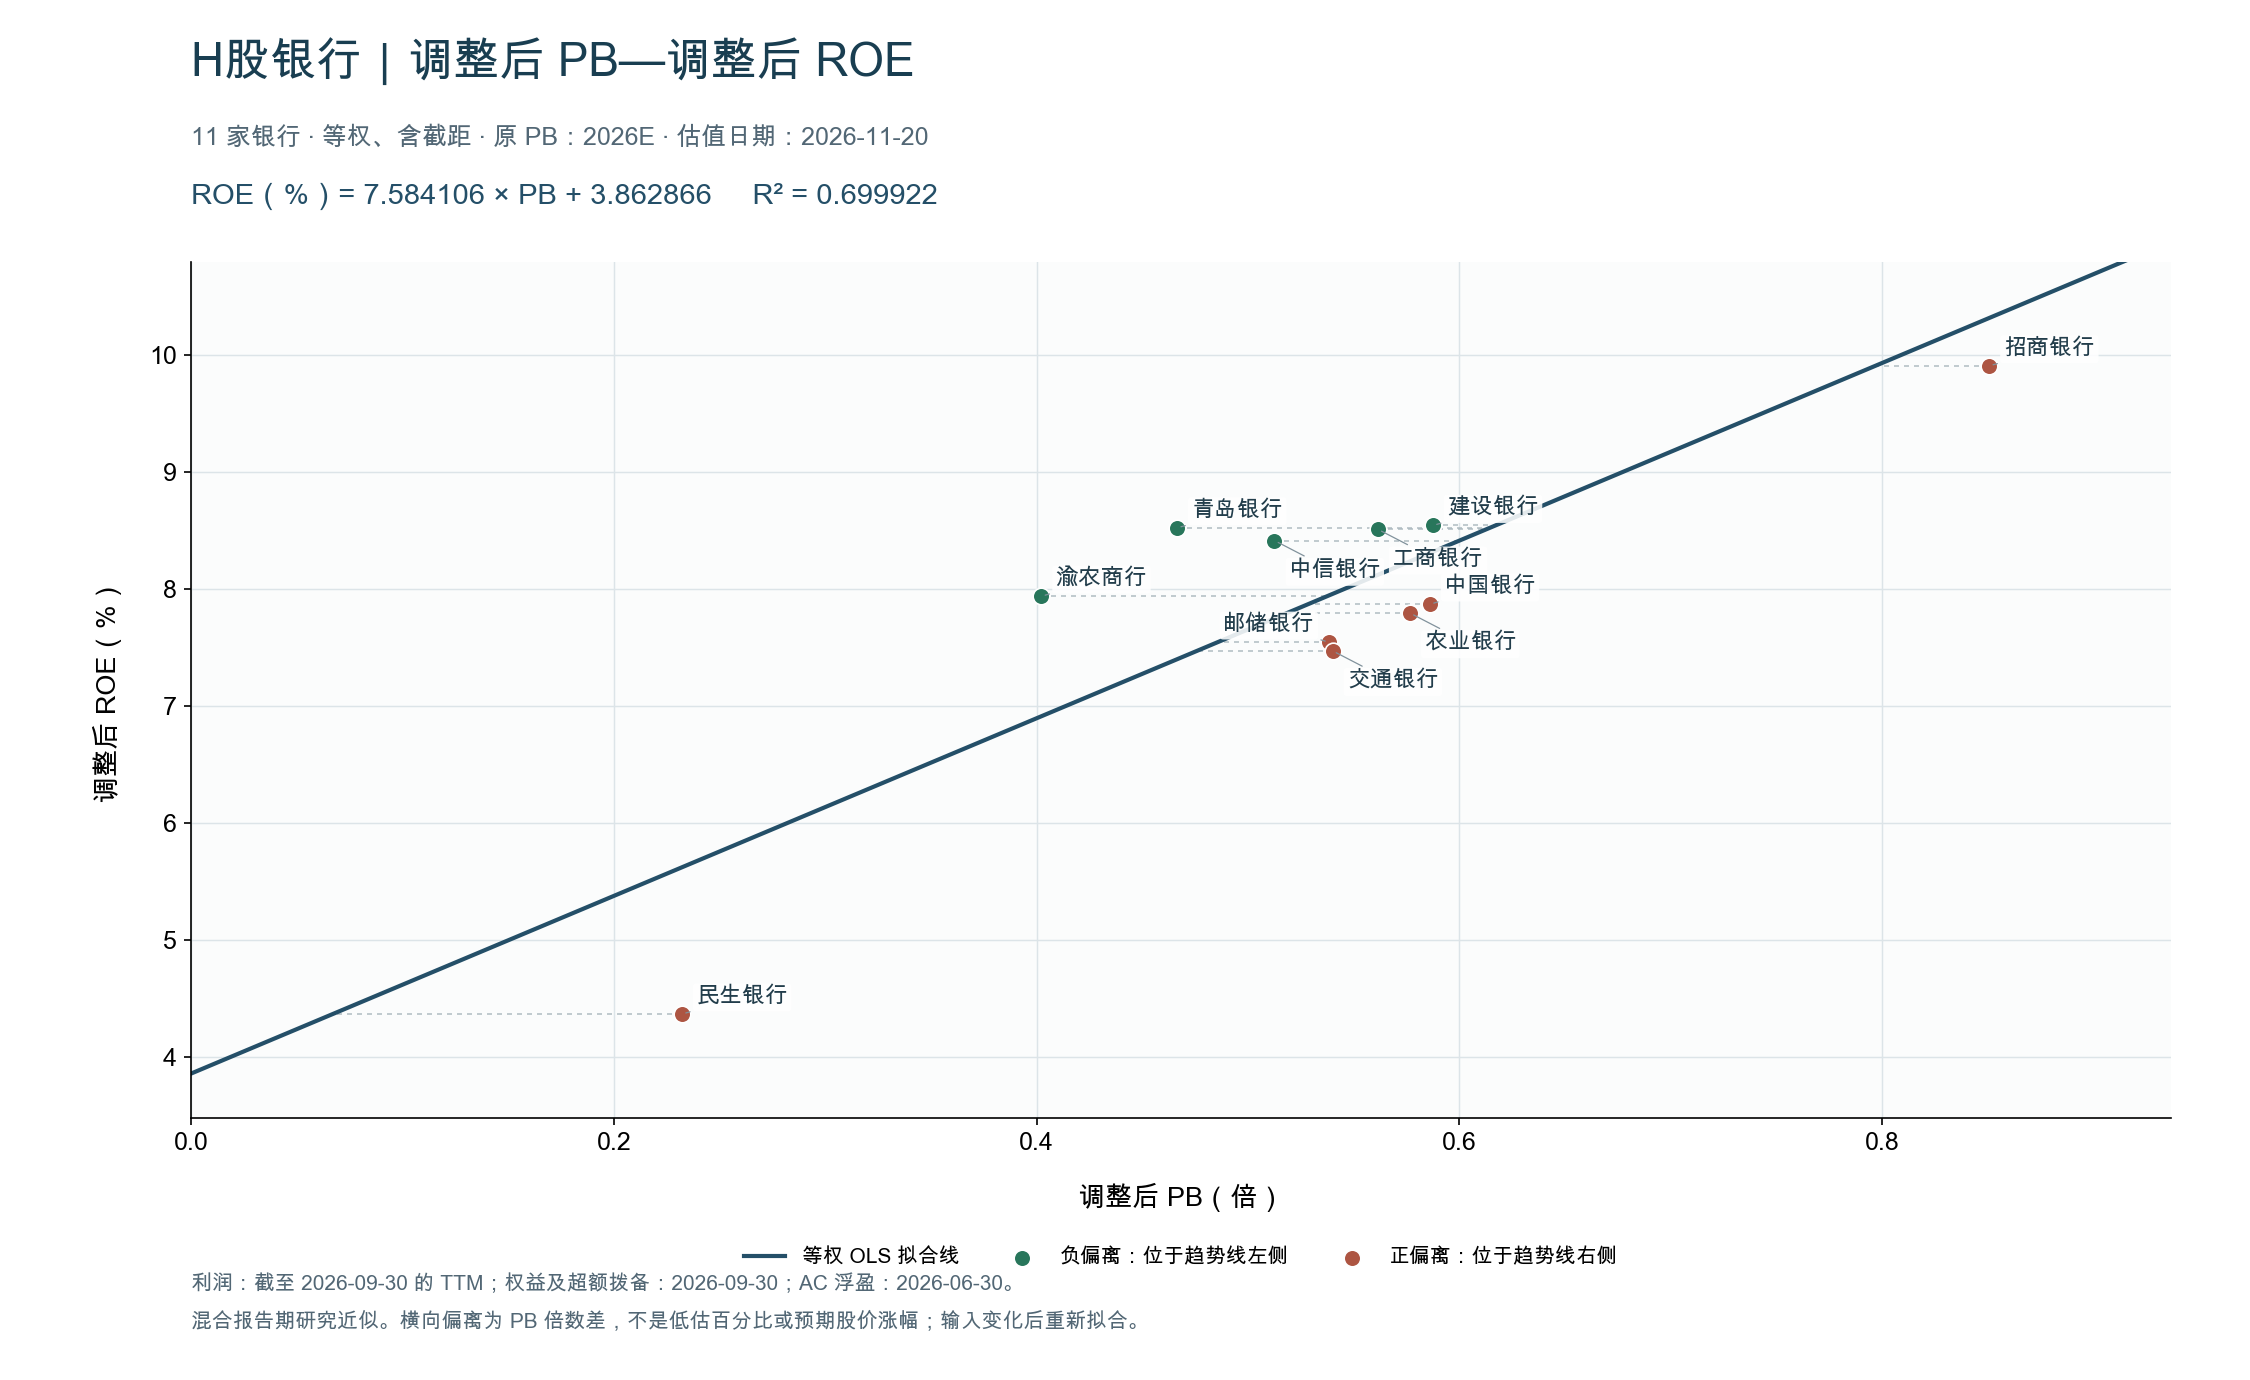 H股银行 | 调整后 PB—调整后 ROE
11 家银行 · 等权、含截距 · 原 PB：2026E · 估值日期：2026-11-20
ROE（%）= 7.584106 × PB + 3.862866 R² = 0.699922
调整后 ROE（%）
10
9
8
7
6
5
4
招商银行
青岛银行
建设银行
中信银行
工商银行
渝农商行
中国银行
邮储银行
农业银行
交通银行
民生银行
0.0 0.2 0.4 0.6 0.8
调整后 PB（倍）
等权 OLS 拟合线 负偏离：位于趋势线左侧 正偏离：位于趋势线右侧
利润：截至 2026-09-30 的 TTM；权益及超额拨备：2026-09-30；AC 浮盈：2026-06-30。
混合报告期研究近似。横向偏离为 PB 倍数差，不是低估百分比或预期股价涨幅；输入变化后重新拟合。